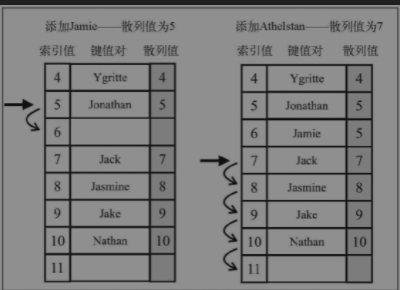 添加Jamie——散列值为5
索引值 键值对 散列值
4 Ygritte 4
5 Jonathan 5
6
7 Jack 7
8 Jasmine 8
9 Jake 9
10 Nathan 10
11
添加Athelstan——散列值为7
索引值 键值对 散列值
4 Ygritte 4
5 Jonathan 5
6 Jamie 5
7 Jack 7
8 Jasmine 8
9 Jake 9
10 Nathan 10
11